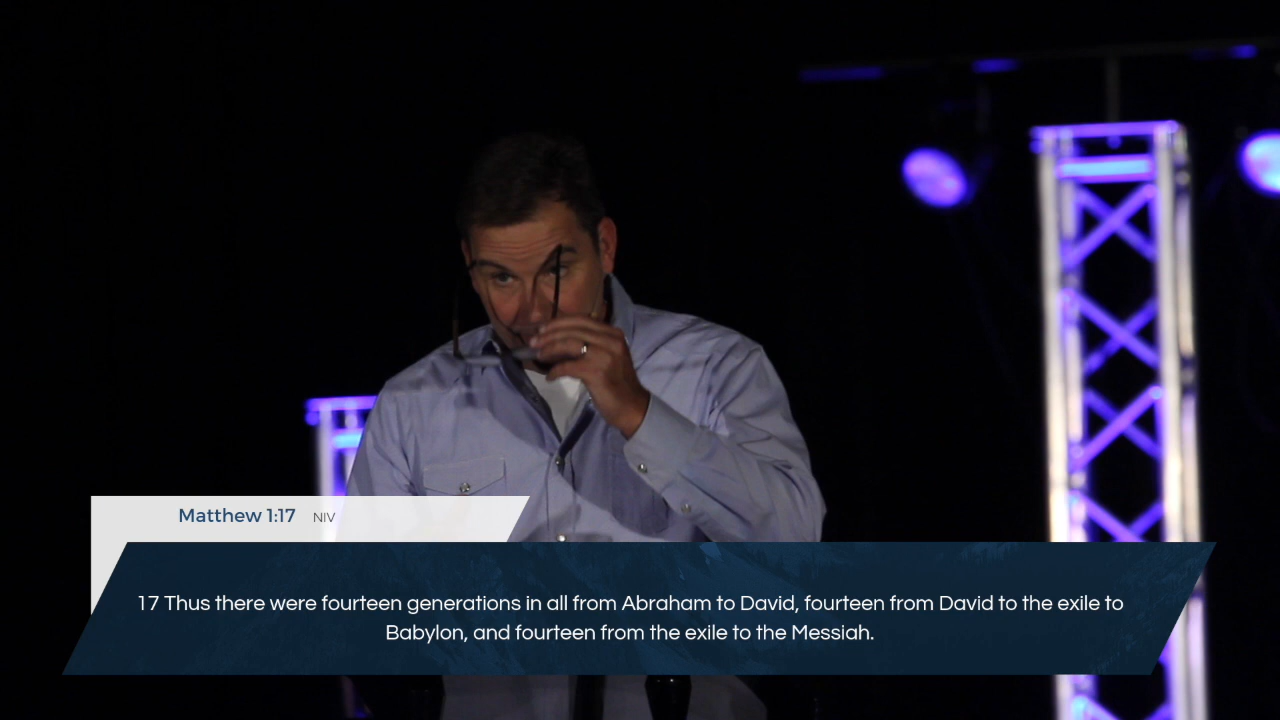 Matthew 1:17 NIV
17 Thus there were fourteen generations in all from Abraham to David, fourteen from David to the exile to
Babylon, and fourteen from the exile to the Messiah.